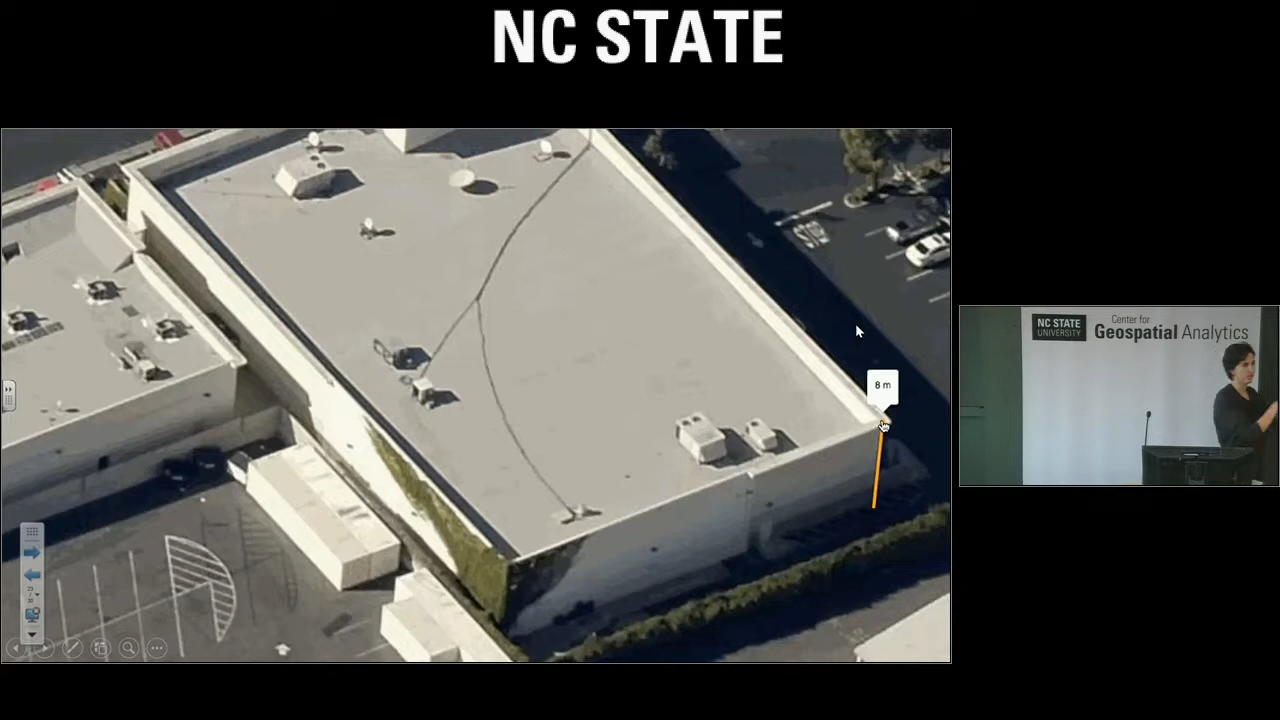 NC STATE
8 m
NC STATE
UNIVERSITY
Center for
Geospatial Analytics